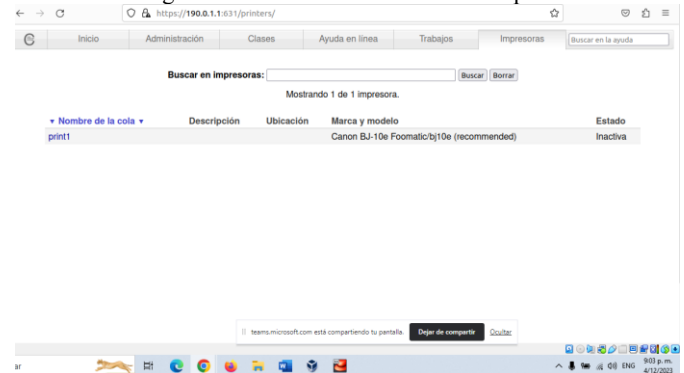 https://190.0.1.1:631/printers/
Inicio Administración Clases Ayuda en línea Trabajos Impresoras Buscar en la ayuda
Buscar en impresoras: Buscar Borrar
Mostrando 1 de 1 impresora.
▼ Nombre de la cola ▼ Descripción Ubicación Marca y modelo Estado
print1 Canon BJ-10e Foomatic/bj10e (recommended) Inactiva
|| teams.microsoft.com está compartiendo tu pantalla. Dejar de compartir Ocultar
ar ENG 9:03 p. m.
4/12/2023